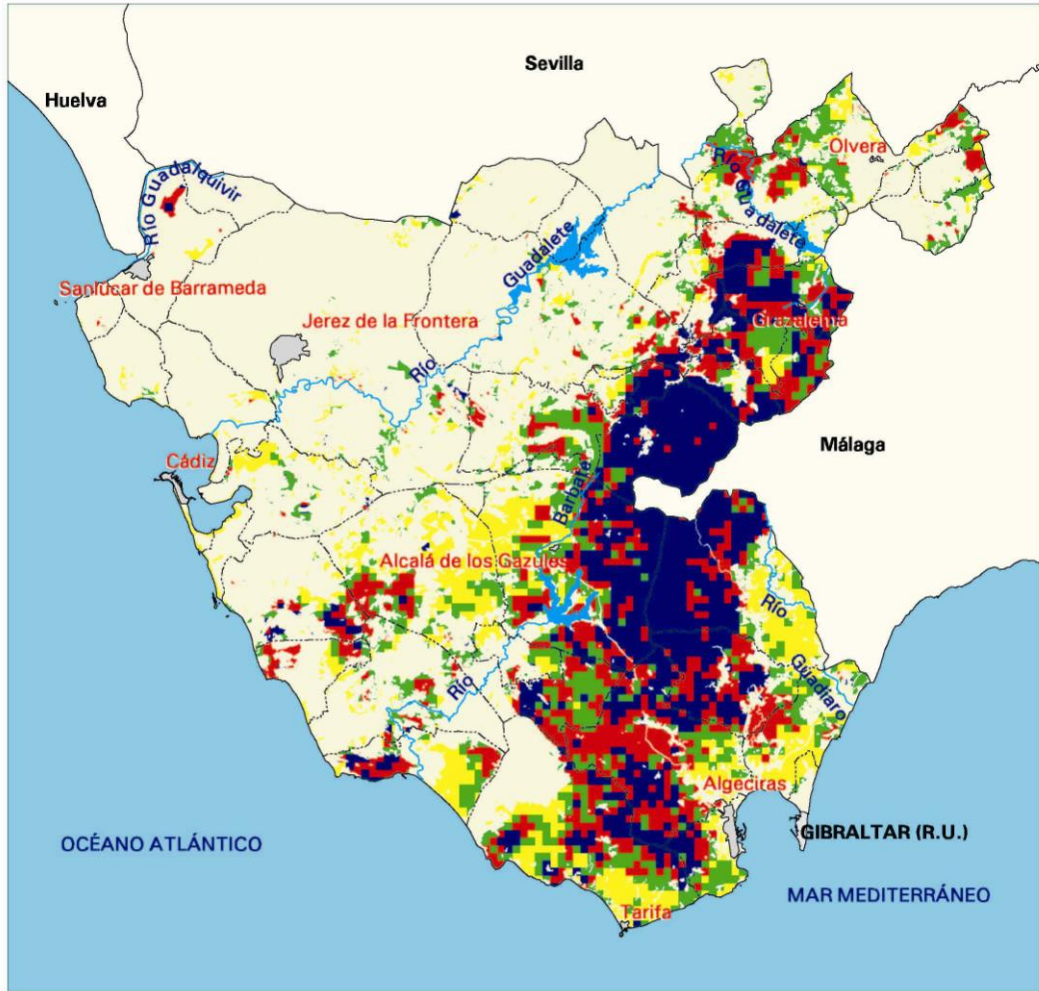 Sevilla
Huelva
Olvera
Río Guadalete
Río Guadalquivir
Guadalete
Sanlúcar de Barrameda
Jerez de la Frontera
Grazalema
Río
Málaga
Cádiz
Barbate
Alcalá de los Gazules
Río
Río
Guadiaro
Algeciras
GIBRALTAR (R.U.)
OCÉANO ATLÁNTICO
MAR MEDITERRÁNEO
Tarifa